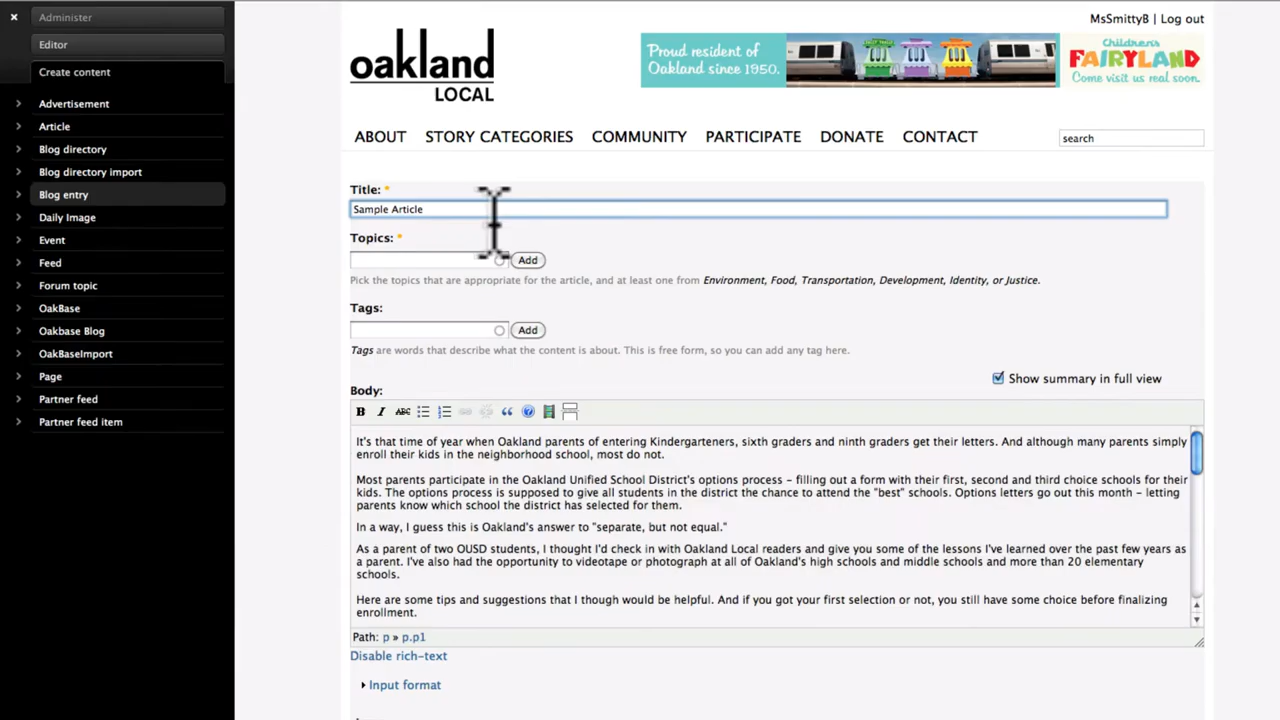 × Administer
Editor
Create content
Advertisement
Article
Blog directory
Blog directory import
Blog entry
Daily Image
Event
Feed
Forum topic
OakBase
Oakbase Blog
OakBaseImport
Page
Partner feed
Partner feed item
MsSmittyB | Log out
oakland
LOCAL
Proud resident of
Oakland since 1950.
Children's
FAIRYLAND
Come visit us real soon.
ABOUT STORY CATEGORIES COMMUNITY PARTICIPATE DONATE CONTACT search
Title: *
Sample Article
Topics: *
Add
Pick the topics that are appropriate for the article, and at least one from Environment, Food, Transportation, Development, Identity, or Justice.
Tags:
Add
Tags are words that describe what the content is about. This is free form, so you can add any tag here.
Show summary in full view
Body:
B I ABC
It's that time of year when Oakland parents of entering Kindergarteners, sixth graders and ninth graders get their letters. And although many parents simply
enroll their kids in the neighborhood school, most do not.
Most parents participate in the Oakland Unified School District's options process – filling out a form with their first, second and third choice schools for their
kids. The options process is supposed to give all students in the district the chance to attend the "best" schools. Options letters go out this month – letting
parents know which school the district has selected for them.
In a way, I guess this is Oakland's answer to "separate, but not equal."
As a parent of two OUSD students, I thought I'd check in with Oakland Local readers and give you some of the lessons I've learned over the past few years as
a parent. I've also had the opportunity to videotape or photograph at all of Oakland's high schools and middle schools and more than 20 elementary
schools.
Here are some tips and suggestions that I though would be helpful. And if you got your first selection or not, you still have some choice before finalizing
enrollment.
Path: p » p.p1
Disable rich-text
Input format